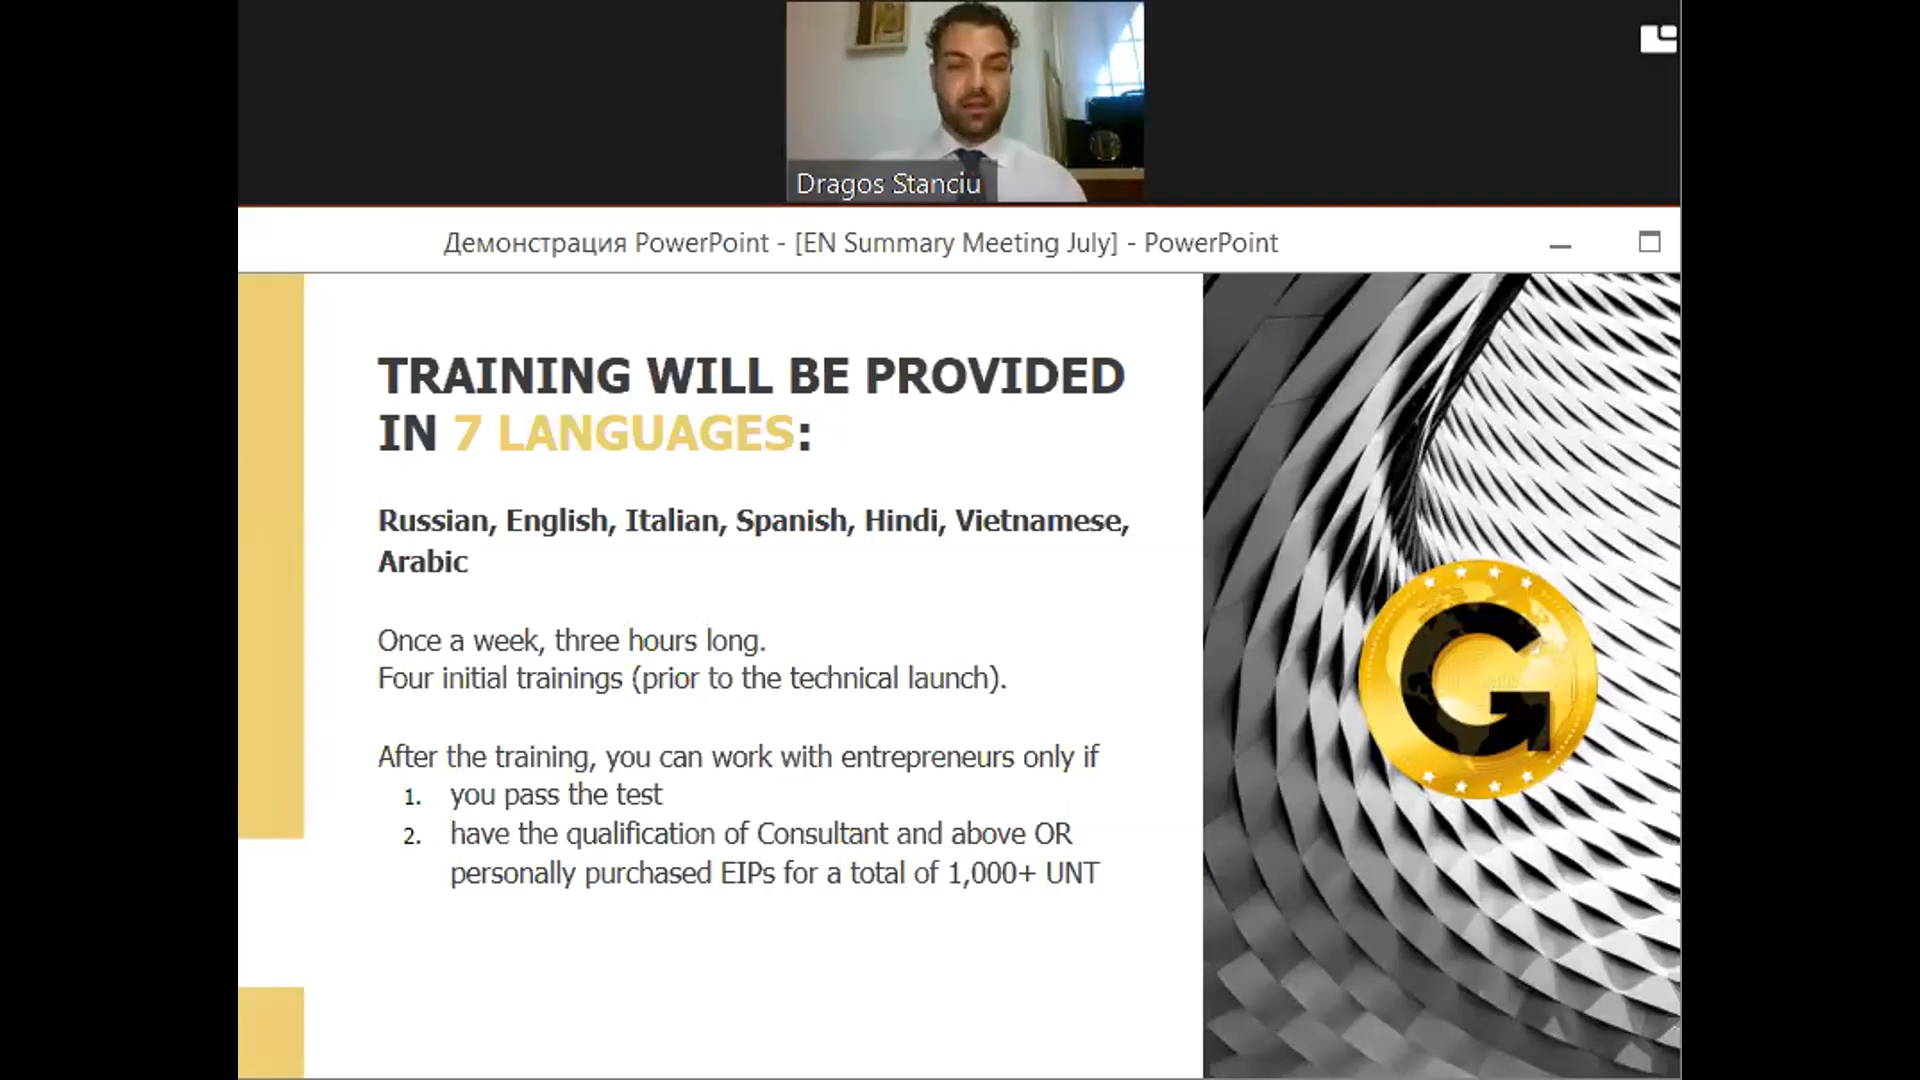 Dragos Stanciu
Демонстрация PowerPoint - [EN Summary Meeting July] - PowerPoint
TRAINING WILL BE PROVIDED
IN 7 LANGUAGES:
Russian, English, Italian, Spanish, Hindi, Vietnamese,
Arabic
Once a week, three hours long.
Four initial trainings (prior to the technical launch).
After the training, you can work with entrepreneurs only if
1. you pass the test
2. have the qualification of Consultant and above OR
personally purchased EIPs for a total of 1,000+ UNT
G